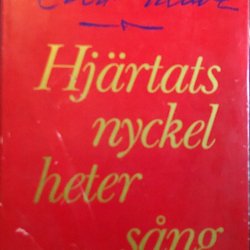 Hjärtats
nyckel
heter
sång